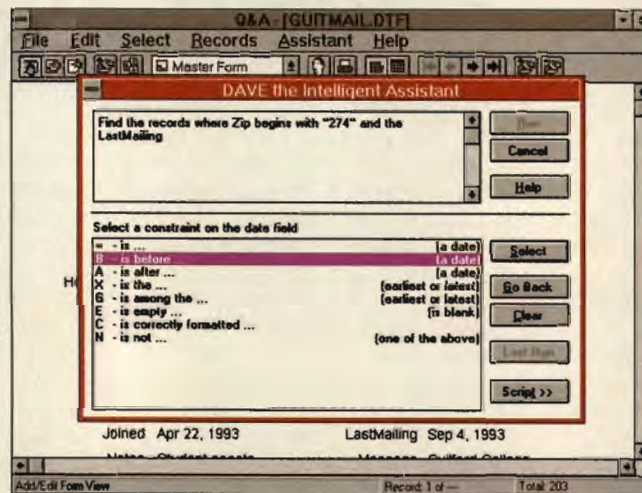 Q&A - [GUITMAIL.DTF]
File Edit Select Records Assistant Help
Master Form
DAVE the Intelligent Assistant
Find the records where Zip begins with "274" and the
LastMailing
Run
Cancel
Help
Select a constraint on the date field
= - is ... (a date)
B - is before (a date)
A - is after ... (a date)
X - is the ... (earliest or latest)
G - is among the ... (earliest or latest)
E - is empty ... (is blank)
C - is correctly formatted ...
N - is not ... (one of the above)
Select
Go Back
Clear
Last Run
Script >>
Joined Apr 22, 1993 LastMailing Sep 4, 1993
Add/Edit Form View Record: 1 of — Total: 203